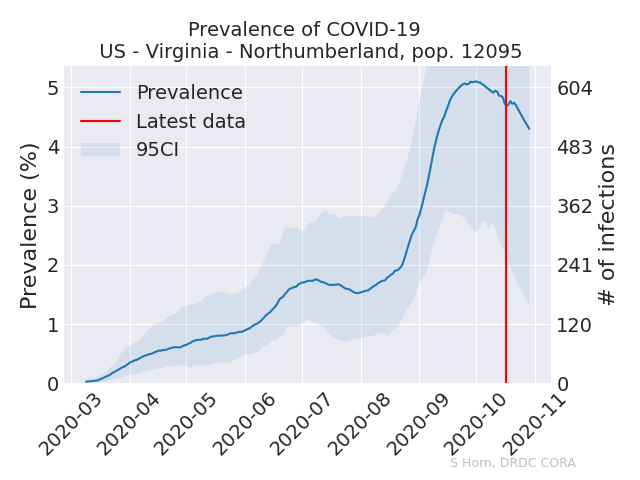 Prevalence of COVID-19
US - Virginia - Northumberland, pop. 12095
Prevalence
Latest data
95CI
Prevalence (%)
5
4
3
2
1
0
604
483
362
241
120
0
# of infections
2020-03
2020-04
2020-05
2020-06
2020-07
2020-08
2020-09
2020-10
2020-11
S Horn, DRDC CORA